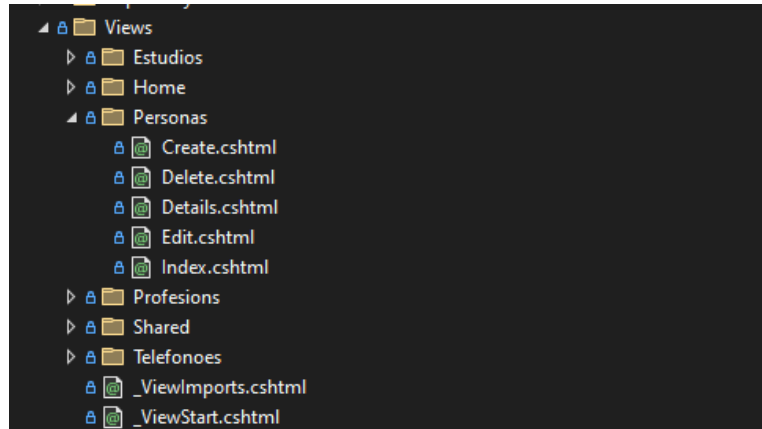 Views
Estudios
Home
Personas
Create.cshtml
Delete.cshtml
Details.cshtml
Edit.cshtml
Index.cshtml
Profesions
Shared
Telefonoes
_ViewImports.cshtml
_ViewStart.cshtml